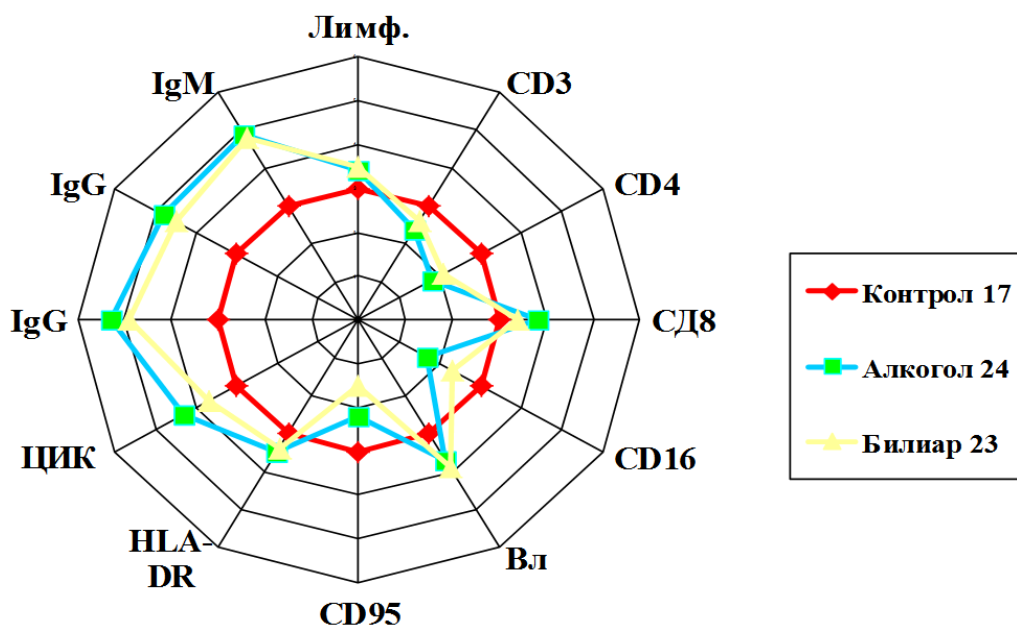 Лимф.
CD3
CD4
СД8
CD16
Вл
CD95
HLA-
DR
ЦИК
IgG
IgG
IgM
Контрол 17
Алкогол 24
Билиар 23